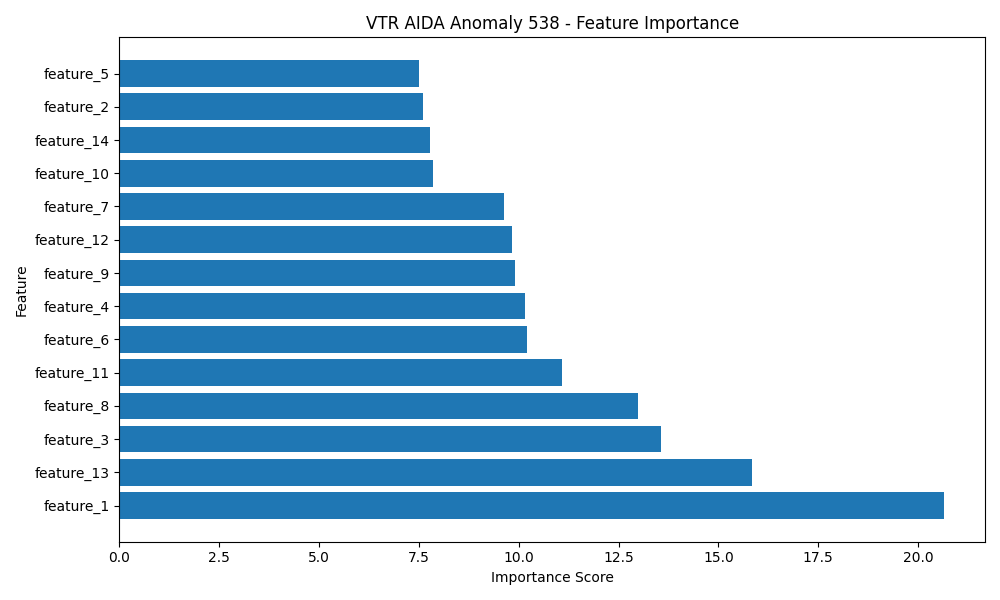 VTR AIDA Anomaly 538 - Feature Importance
feature_5
feature_2
feature_14
feature_10
feature_7
feature_12
feature_9
feature_4
feature_6
feature_11
feature_8
feature_3
feature_13
feature_1
Feature
0.0 2.5 5.0 7.5 10.0 12.5 15.0 17.5 20.0
Importance Score